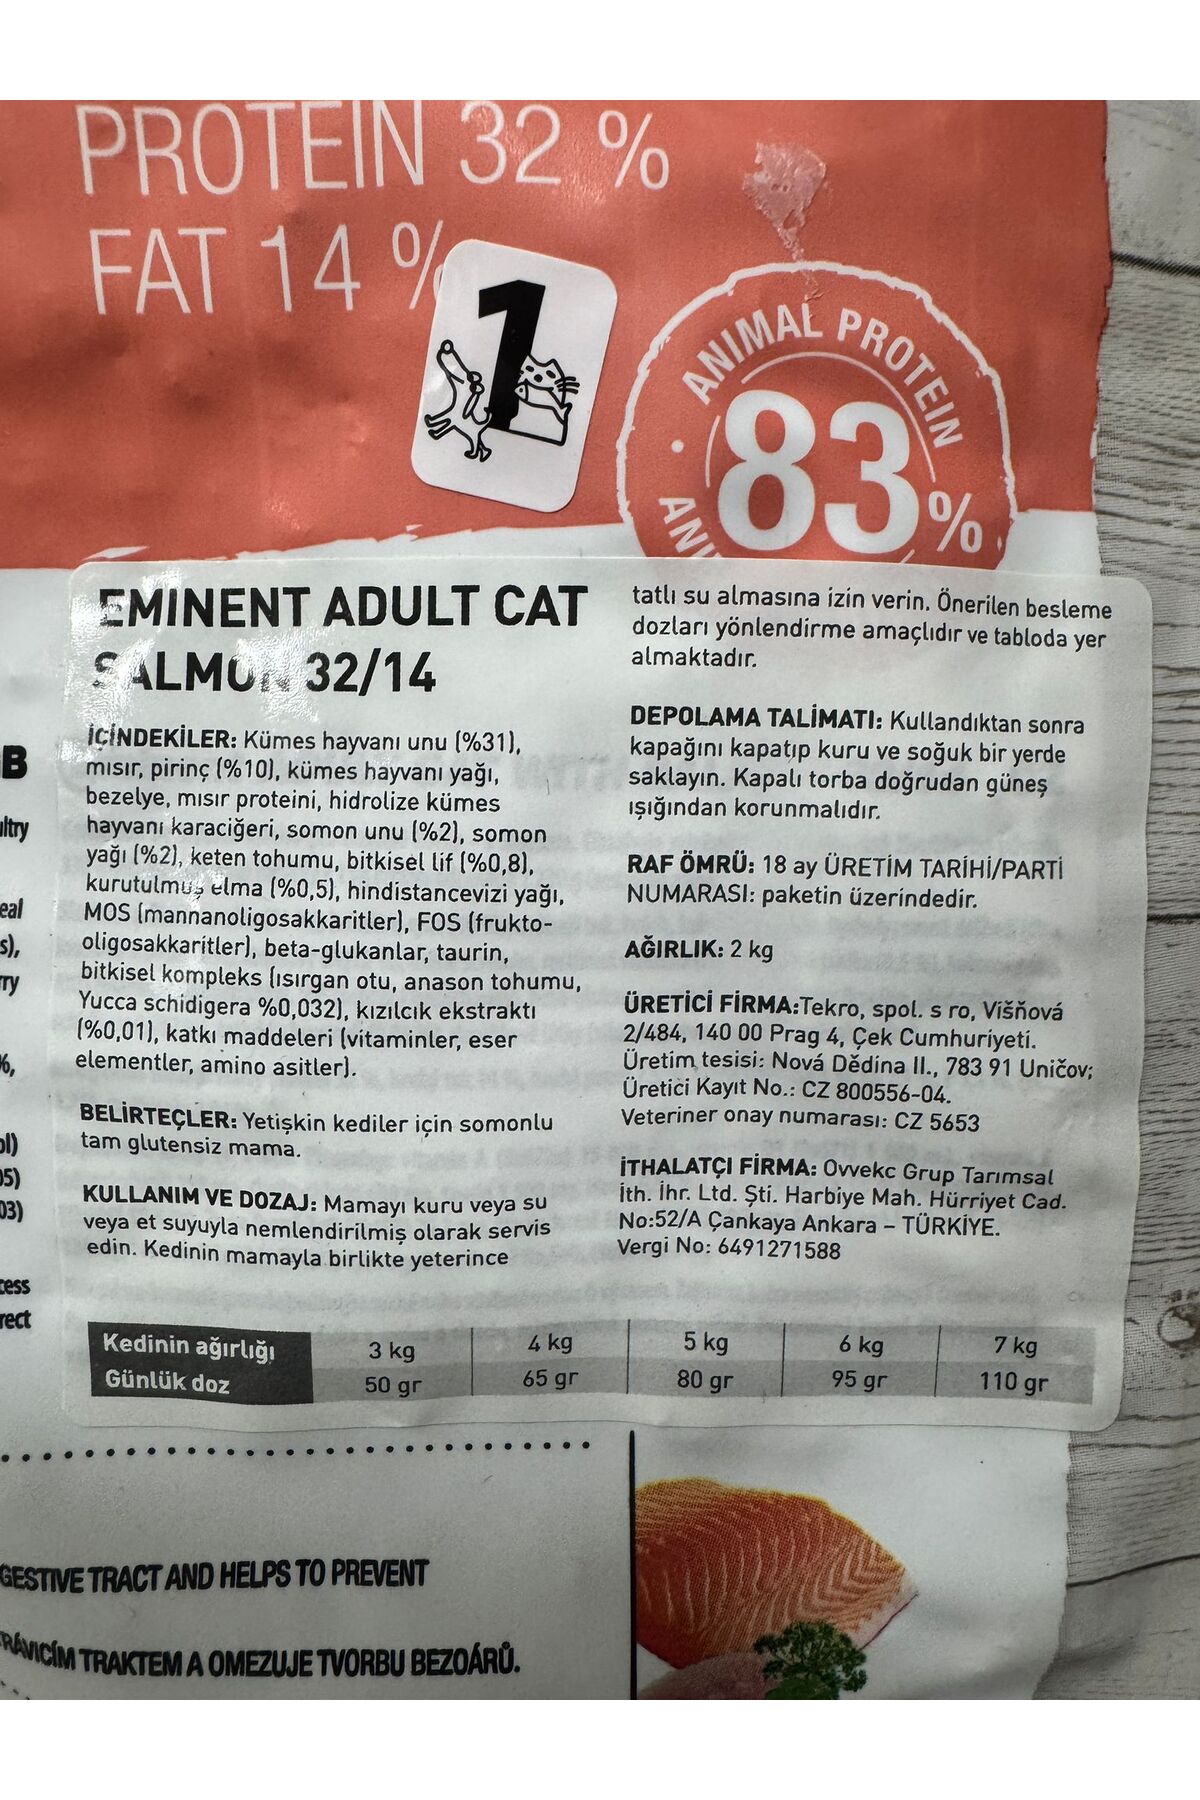 PROTEIN 32 %
FAT 14 %
1
ANIMAL PROTEIN
83%
EMINENT ADULT CAT
SALMON 32/14
İÇİNDEKİLER: Kümes hayvanı unu (%31),
mısır, pirinç (%10), kümes hayvanı yağı,
bezelye, mısır proteini, hidrolize kümes
hayvanı karaciğeri, somon unu (%2), somon
yağı (%2), keten tohumu, bitkisel lif (%0,8),
kurutulmuş elma (%0,5), hindistancevizi yağı,
MOS (mannanoligosakkaritler), FOS (frukto-
oligosakkaritler), beta-glukanlar, taurin,
bitkisel kompleks (ısırgan otu, anason tohumu,
Yucca schidigera %0,032), kızılcık ekstraktı
(%0,01), katkı maddeleri (vitaminler, eser
elementler, amino asitler).
BELİRTEÇLER: Yetişkin kediler için somonlu
tam glutensiz mama.
KULLANIM VE DOZAJ: Mamayı kuru veya su
veya et suyuyla nemlendirilmiş olarak servis
edin. Kedinin mamayla birlikte yeterince
tatlı su almasına izin verin. Önerilen besleme
dozları yönlendirme amaçlıdır ve tabloda yer
almaktadır.
DEPOLAMA TALİMATI: Kullandıktan sonra
kapağını kapatıp kuru ve soğuk bir yerde
saklayın. Kapalı torba doğrudan güneş
ışığından korunmalıdır.
RAF ÖMRÜ: 18 ay ÜRETİM TARİHİ/PARTİ
NUMARASI: paketin üzerindedir.
AĞIRLIK: 2 kg
ÜRETİCİ FİRMA:Tekro, spol. s ro, Višňová
2/484, 140 00 Prag 4, Çek Cumhuriyeti.
Üretim tesisi: Nová Dědina II., 783 91 Uničov;
Üretici Kayıt No.: CZ 800556-04.
Veteriner onay numarası: CZ 5653
İTHALATÇI FİRMA: Ovvekc Grup Tarımsal
İth. İhr. Ltd. Şti. Harbiye Mah. Hürriyet Cad.
No:52/A Çankaya Ankara – TÜRKİYE.
Vergi No: 6491271588
Kedinin ağırlığı 3 kg 4 kg 5 kg 6 kg 7 kg
Günlük doz 50 gr 65 gr 80 gr 95 gr 110 gr
GESTIVE TRACT AND HELPS TO PREVENT
TRÁVICÍM TRAKTEM A OMEZUJE TVORBU BEZOÁRŮ.